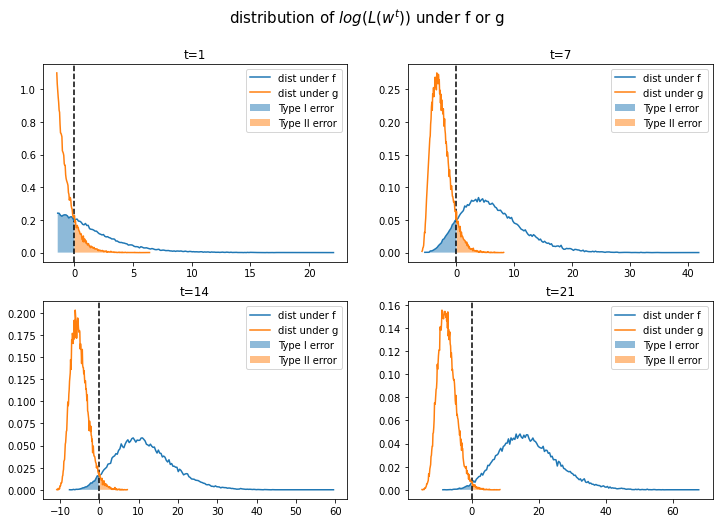 distribution of log(L(w^t)) under f or g
t=1
dist under f
dist under g
Type I error
Type II error
1.0
0.8
0.6
0.4
0.2
0.0
0
5
10
15
20
t=7
dist under f
dist under g
Type I error
Type II error
0.25
0.20
0.15
0.10
0.05
0.00
0
10
20
30
40
t=14
dist under f
dist under g
Type I error
Type II error
0.200
0.175
0.150
0.125
0.100
0.075
0.050
0.025
0.000
−10
0
10
20
30
40
50
60
t=21
dist under f
dist under g
Type I error
Type II error
0.16
0.14
0.12
0.10
0.08
0.06
0.04
0.02
0.00
0
20
40
60